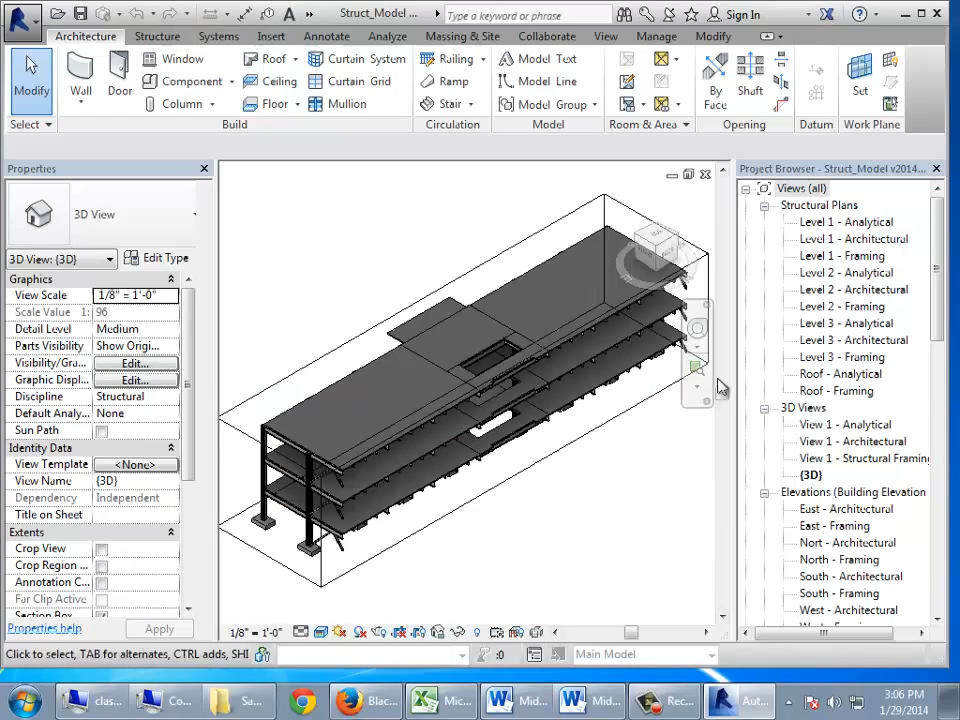 Struct_Model ...
Type a keyword or phrase
Sign In
Architecture Structure Systems Insert Annotate Analyze Massing & Site Collaborate View Manage Modify
Modify
Wall
Door
Window
Component
Column
Roof
Ceiling
Floor
Curtain System
Curtain Grid
Mullion
Railing
Ramp
Stair
Model Text
Model Line
Model Group
By
Face
Shaft
Set
Select
Build
Circulation
Model
Room & Area
Opening
Datum
Work Plane
Properties
3D View
3D View: {3D}
Edit Type
Graphics
View Scale 1/8" = 1'-0"
Scale Value 1: 96
Detail Level Medium
Parts Visibility Show Origi...
Visibility/Gra... Edit...
Graphic Displ... Edit...
Discipline Structural
Default Analy... None
Sun Path
Identity Data
View Template <None>
View Name {3D}
Dependency Independent
Title on Sheet
Extents
Crop View
Crop Region ...
Annotation C...
Far Clip Active
Section Box
Properties help
Apply
1/8" = 1'-0"
Project Browser - Struct_Model v2014...
Views (all)
Structural Plans
Level 1 - Analytical
Level 1 - Architectural
Level 1 - Framing
Level 2 - Analytical
Level 2 - Architectural
Level 2 - Framing
Level 3 - Analytical
Level 3 - Architectural
Level 3 - Framing
Roof - Analytical
Roof - Framing
3D Views
View 1 - Analytical
View 1 - Architectural
View 1 - Structural Framing
{3D}
Elevations (Building Elevation
East - Architectural
East - Framing
Nort - Architectural
North - Framing
South - Architectural
South - Framing
West - Architectural
Click to select, TAB for alternates, CTRL adds, SHI
:0
Main Model
clas...
Co...
Sa...
Blac...
Mic...
Mid...
Mid...
Rec...
Aut...
3:06 PM
1/29/2014